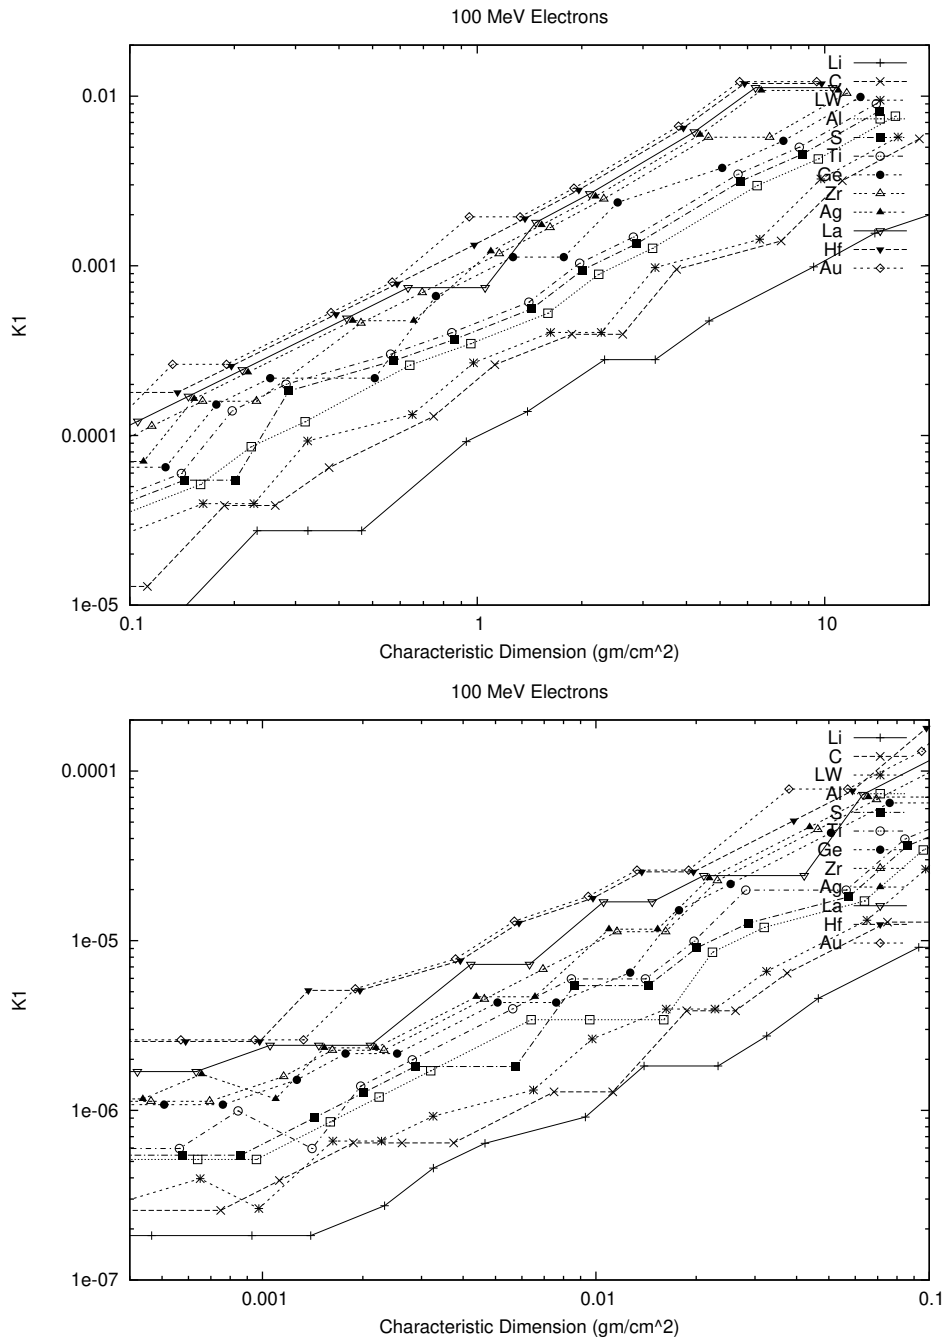 100 MeV Electrons
0.01
0.001
0.0001
1e-05
K1
Li
C
LW
Al
S
Ti
Ge
Zr
Ag
La
Hf
Au
0.1 1 10
Characteristic Dimension (gm/cm^2)
100 MeV Electrons
0.0001
1e-05
1e-06
1e-07
K1
Li
C
LW
Al
S
Ti
Ge
Zr
Ag
La
Hf
Au
0.001 0.01 0.1
Characteristic Dimension (gm/cm^2)